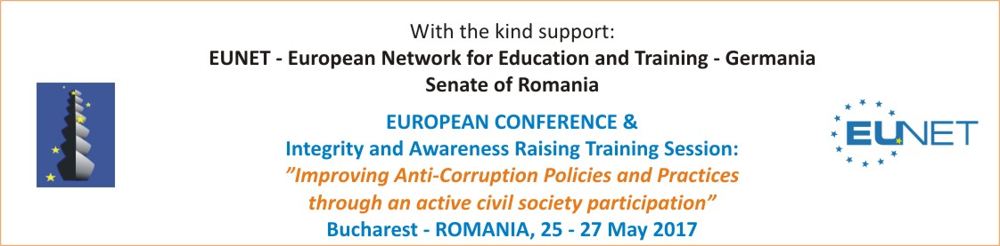 With the kind support:
EUNET - European Network for Education and Training - Germania
Senate of Romania
EUROPEAN CONFERENCE &
Integrity and Awareness Raising Training Session:
”Improving Anti-Corruption Policies and Practices
through an active civil society participation”
Bucharest - ROMANIA, 25 - 27 May 2017
EUNET